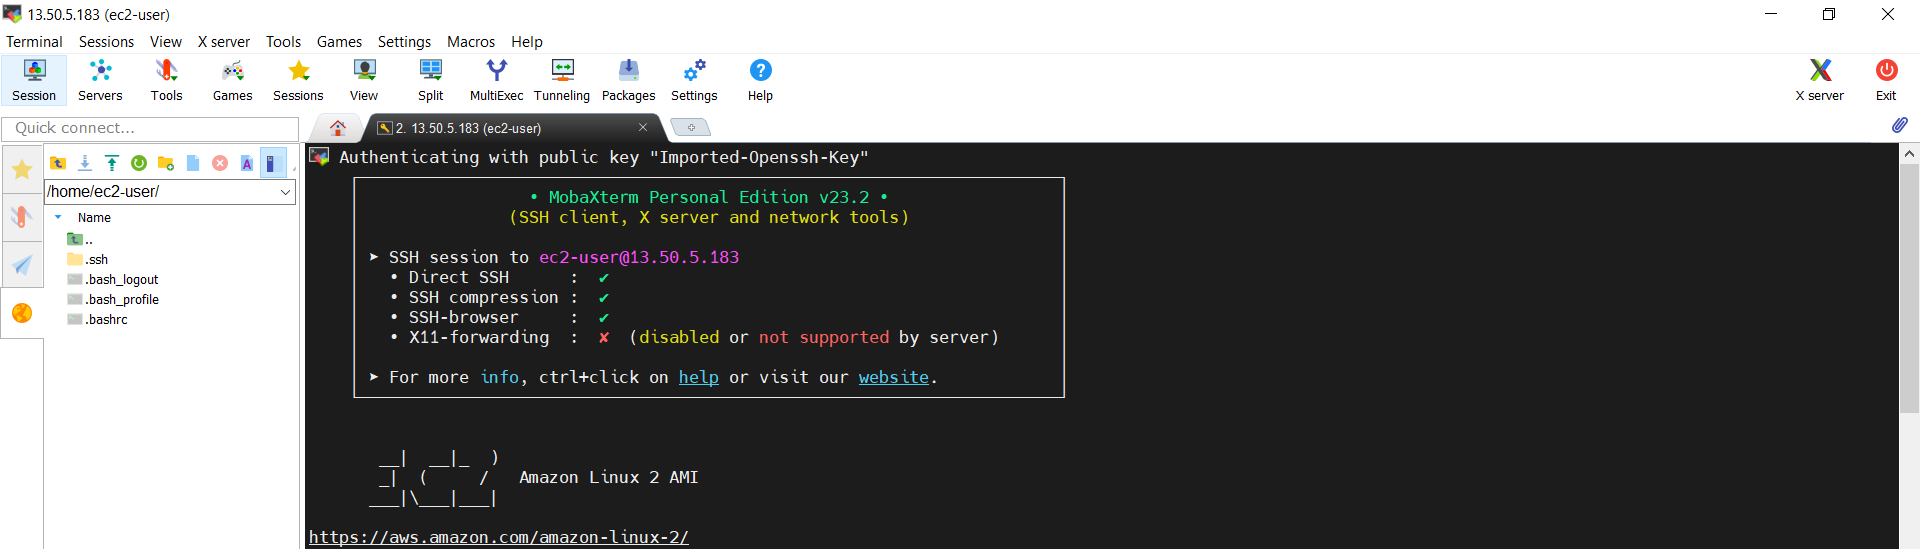 13.50.5.183 (ec2-user)
Terminal Sessions View X server Tools Games Settings Macros Help
Session Servers Tools Games Sessions View Split MultiExec Tunneling Packages Settings Help X server Exit
Quick connect...
2. 13.50.5.183 (ec2-user)
/home/ec2-user/
Name
..
.ssh
.bash_logout
.bash_profile
.bashrc
Authenticating with public key "Imported-Openssh-Key"
• MobaXterm Personal Edition v23.2 •
(SSH client, X server and network tools)
➤ SSH session to ec2-user@13.50.5.183
• Direct SSH : ✔
• SSH compression : ✔
• SSH-browser : ✔
• X11-forwarding : ✘ (disabled or not supported by server)
➤ For more info, ctrl+click on help or visit our website.
__| __|_ )
_| ( / Amazon Linux 2 AMI
___|\___|___|
https://aws.amazon.com/amazon-linux-2/